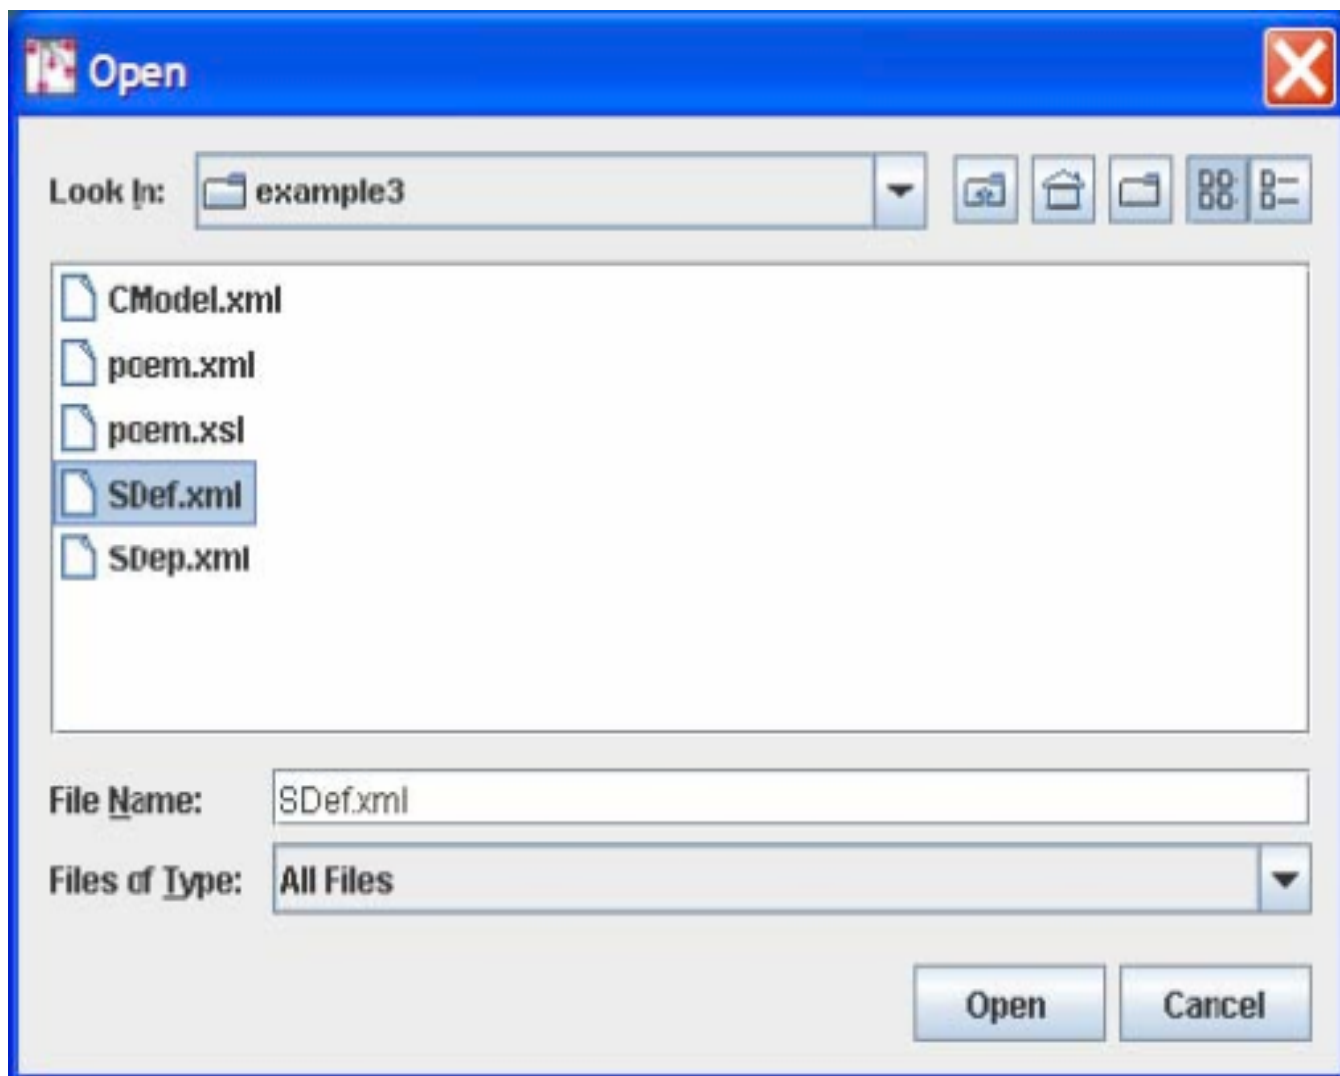 Open
Look In: example3
CModel.xml
poem.xml
poem.xsl
SDef.xml
SDep.xml
File Name: SDef.xml
Files of Type: All Files
Open Cancel